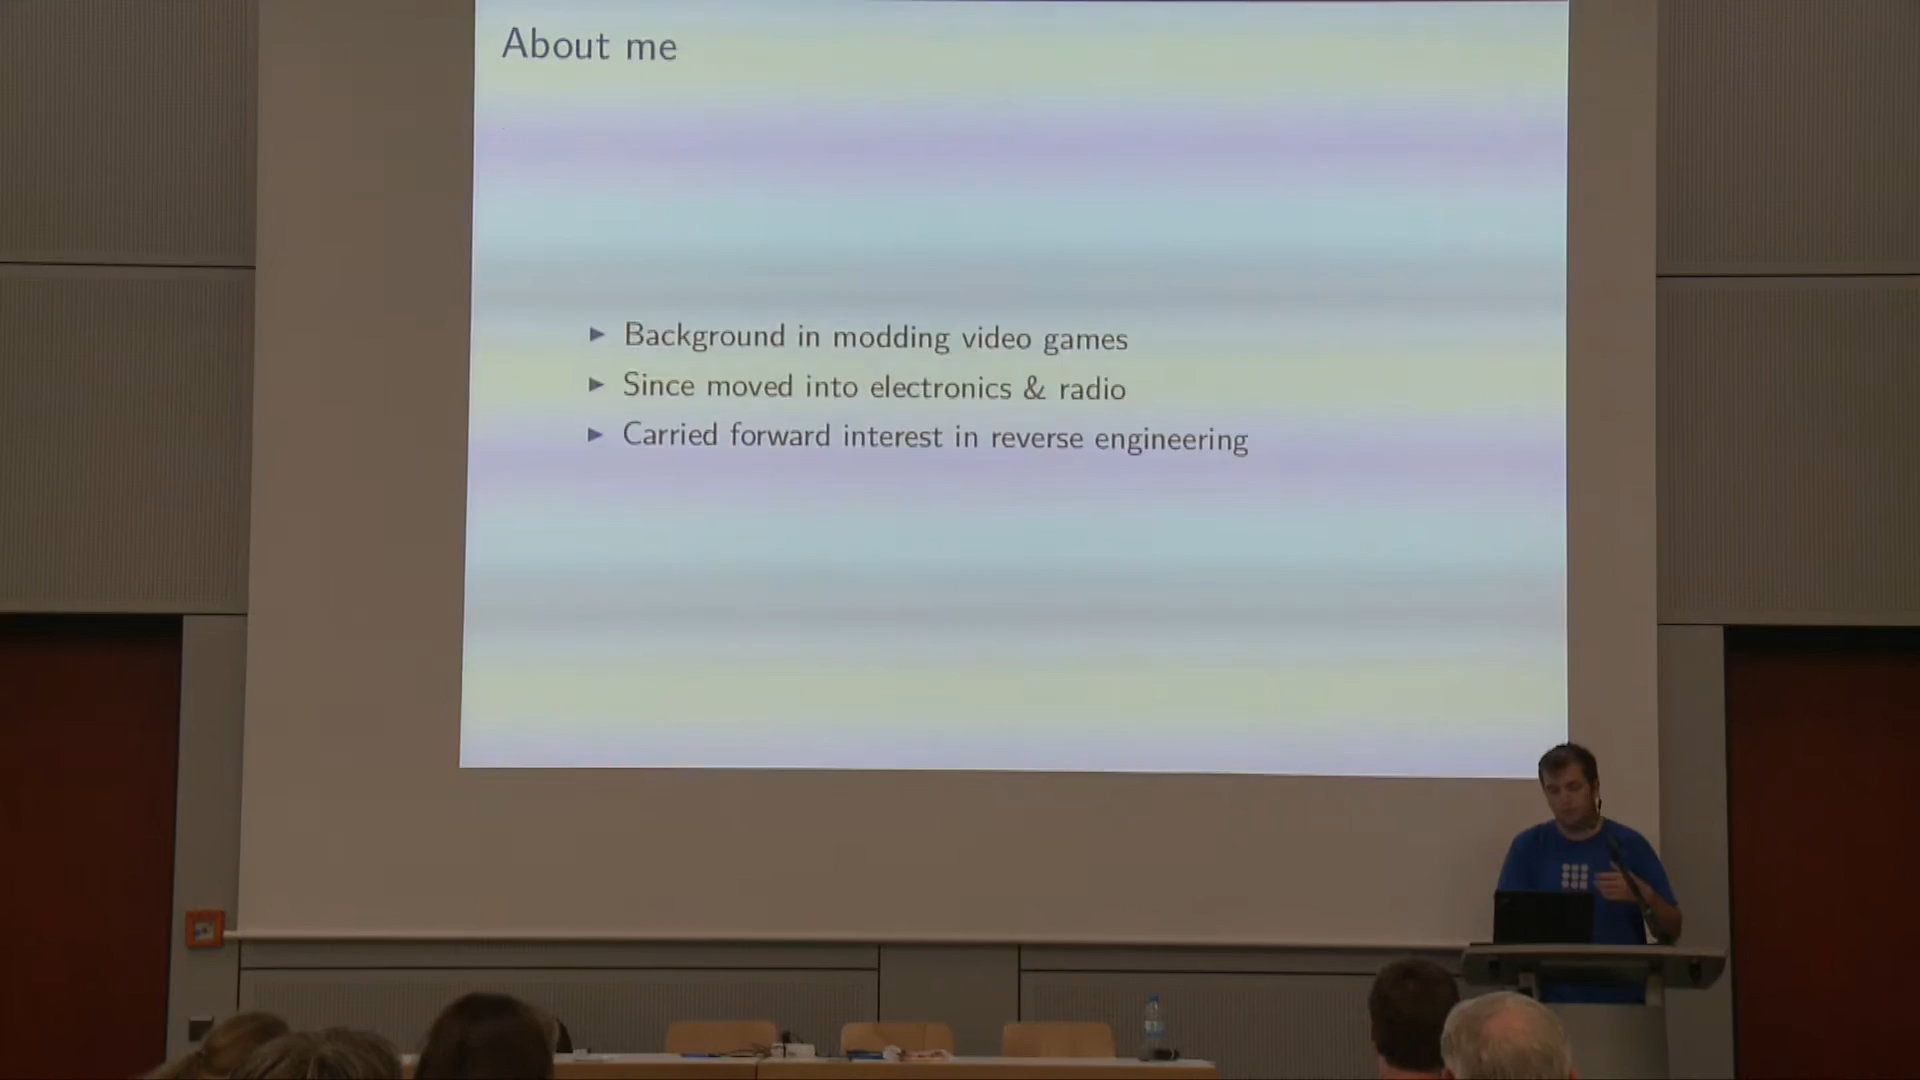 About me
▶ Background in modding video games
▶ Since moved into electronics & radio
▶ Carried forward interest in reverse engineering